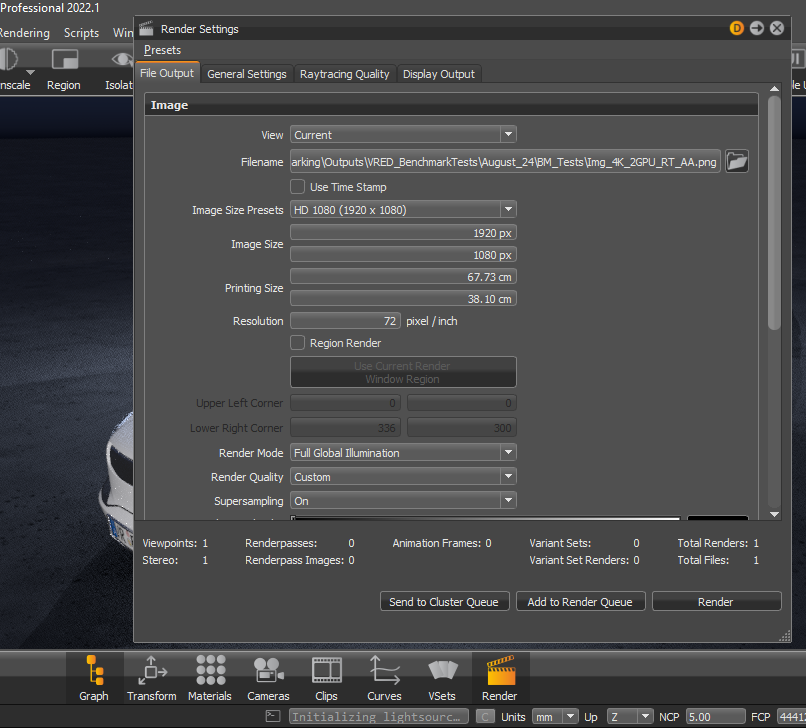 Professional 2022.1
Rendering Scripts Win
nscale Region Isolat
Render Settings
D
Presets
File Output General Settings Raytracing Quality Display Output
Image
View Current
Filename arking\Outputs\VRED_BenchmarkTests\August_24\BM_Tests\Img_4K_2GPU_RT_AA.png
Use Time Stamp
Image Size Presets HD 1080 (1920 x 1080)
Image Size 1920 px
1080 px
Printing Size 67.73 cm
38.10 cm
Resolution 72 pixel / inch
Region Render
Use Current Render
Window Region
Upper Left Corner 0 0
Lower Right Corner 336 300
Render Mode Full Global Illumination
Render Quality Custom
Supersampling On
Viewpoints: 1 Renderpasses: 0 Animation Frames: 0 Variant Sets: 0 Total Renders: 1
Stereo: 1 Renderpass Images: 0 Variant Set Renders: 0 Total Files: 1
Send to Cluster Queue Add to Render Queue Render
Graph Transform Materials Cameras Clips Curves VSets Render
Initializing lightsourc... C Units mm Up Z NCP 5.00 FCP 4441